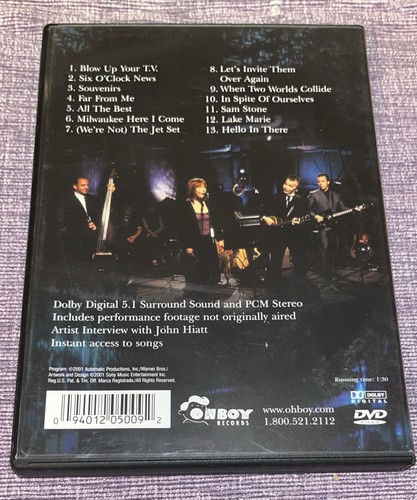 1. Blow Up Your T.V.
2. Six O'Clock News
3. Souvenirs
4. Far From Me
5. All The Best
6. Milwaukee Here I Come
7. (We're Not) The Jet Set
8. Let's Invite Them
Over Again
9. When Two Worlds Collide
10. In Spite Of Ourselves
11. Sam Stone
12. Lake Marie
13. Hello In There
Dolby Digital 5.1 Surround Sound and PCM Stereo
Includes performance footage not originally aired
Artist Interview with John Hiatt
Instant access to songs
Program: ©2001 Automatic Productions, Inc./Warner Bros./
Artwork and Design ©2001 Sony Music Entertainment Inc.
Reg.U.S. Pat. & Tm. Off. Marca Registrada./All Rights Reserved.
Running time: 1:30
0 94012 05009 2
OH BOY
RECORDS
www.ohboy.com
1.800.521.2112
DOLBY
DIGITAL
DVD
VIDEO